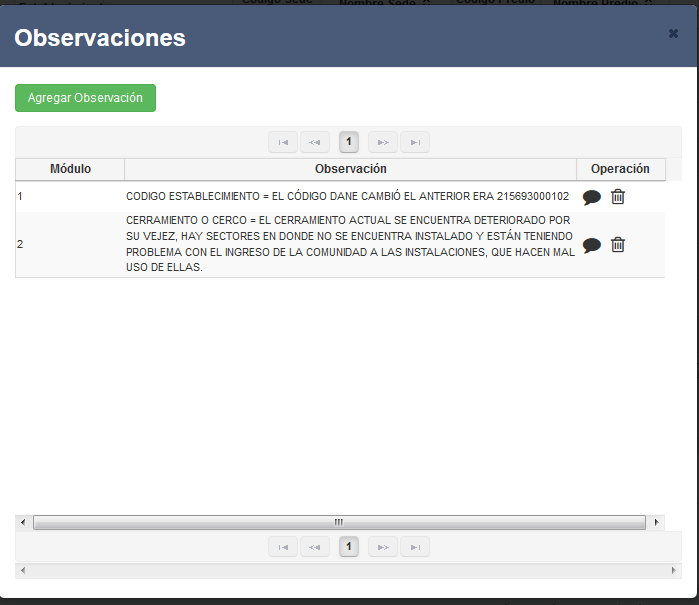 Observaciones
Agregar Observación
1
Módulo Observación Operación
1 CODIGO ESTABLECIMIENTO = EL CÓDIGO DANE CAMBIÓ EL ANTERIOR ERA 215693000102
CERRAMIENTO O CERCO = EL CERRAMIENTO ACTUAL SE ENCUENTRA DETERIORADO POR
SU VEJEZ, HAY SECTORES EN DONDE NO SE ENCUENTRA INSTALADO Y ESTÁN TENIENDO
2 PROBLEMA CON EL INGRESO DE LA COMUNIDAD A LAS INSTALACIONES, QUE HACEN MAL
USO DE ELLAS.
1